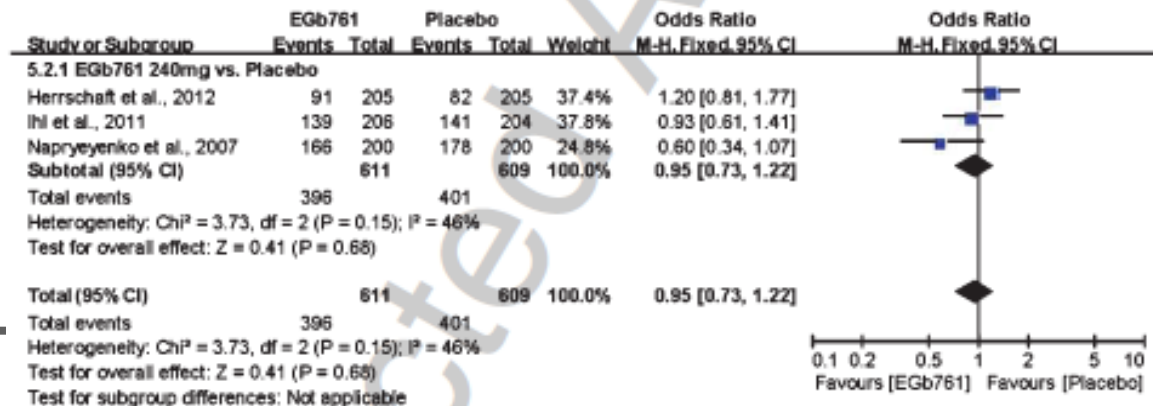 EGb761 Placebo Odds Ratio Odds Ratio
Study or Subgroup Events Total Events Total Weight M-H, Fixed, 95% CI M-H, Fixed, 95% CI
5.2.1 EGb761 240mg vs. Placebo
Herrschaft et al., 2012 91 205 82 205 37.4% 1.20 [0.81, 1.77]
Ihl et al., 2011 139 206 141 204 37.8% 0.93 [0.61, 1.41]
Napryeyenko et al., 2007 166 200 178 200 24.8% 0.60 [0.34, 1.07]
Subtotal (95% CI) 611 609 100.0% 0.95 [0.73, 1.22]
Total events 396 401
Heterogeneity: Chi² = 3.73, df = 2 (P = 0.15); I² = 46%
Test for overall effect: Z = 0.41 (P = 0.68)
Total (95% CI) 611 609 100.0% 0.95 [0.73, 1.22]
Total events 396 401
Heterogeneity: Chi² = 3.73, df = 2 (P = 0.15); I² = 46%
Test for overall effect: Z = 0.41 (P = 0.68)
Test for subgroup differences: Not applicable
0.1 0.2 0.5 1 2 5 10
Favours [EGb761] Favours [Placebo]
cted A